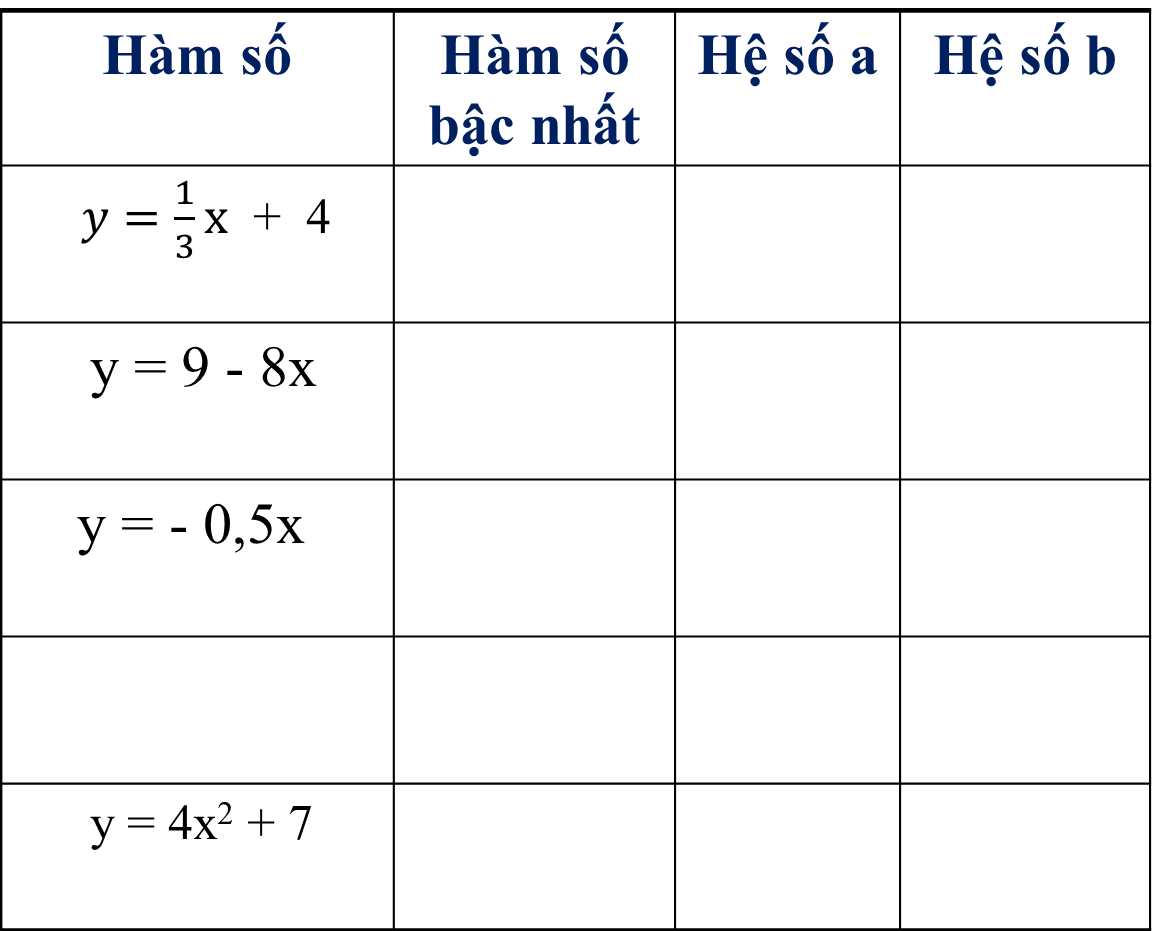 Hàm số
Hàm số
bậc nhất
Hệ số a
Hệ số b
y = 1/3 x + 4
y = 9 - 8x
y = - 0,5x
y = 4x² + 7